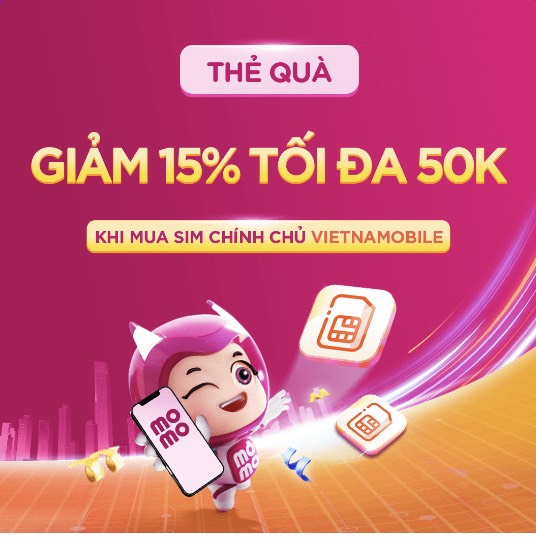 THẺ QUÀ
GIẢM 15% TỐI ĐA 50K
KHI MUA SIM CHÍNH CHỦ VIETNAMOBILE
mo
mo
mo
mo